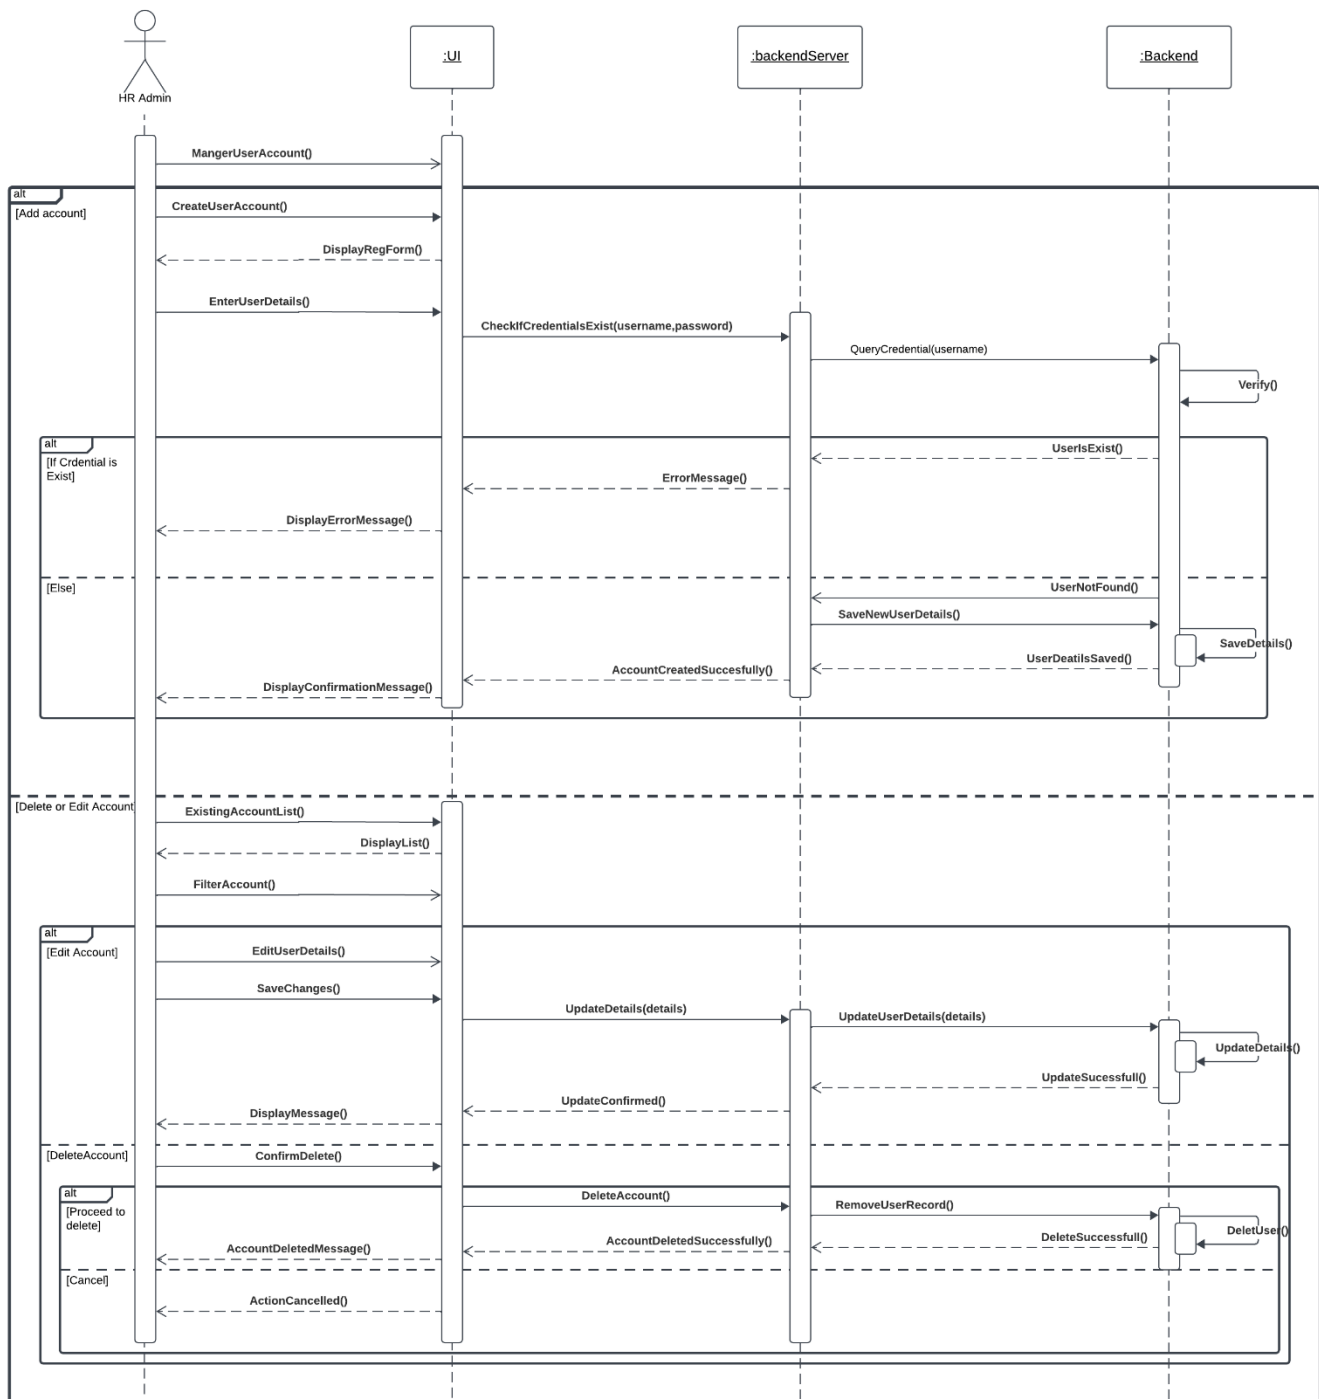 HR Admin
:UI
:backendServer
:Backend
MangerUserAccount()
alt
[Add account]
CreateUserAccount()
DisplayRegForm()
EnterUserDetails()
CheckIfCredentialsExist(username,password)
QueryCredential(username)
Verify()
alt
[If Crdential is
Exist]
UserIsExist()
ErrorMessage()
DisplayErrorMessage()
[Else]
UserNotFound()
SaveNewUserDetails()
SaveDetails()
UserDeatilsSaved()
AccountCreatedSuccesfully()
DisplayConfirmationMessage()
[Delete or Edit Account
ExistingAccountList()
DisplayList()
FilterAccount()
alt
[Edit Account]
EditUserDetails()
SaveChanges()
UpdateDetails(details)
UpdateUserDetails(details)
UpdateDetails()
UpdateSucessfull()
UpdateConfirmed()
DisplayMessage()
[DeleteAccount]
ConfirmDelete()
alt
[Proceed to
delete]
DeleteAccount()
RemoveUserRecord()
DeletUser()
DeleteSuccessfull()
AccountDeletedSuccessfully()
AccountDeletedMessage()
[Cancel]
ActionCancelled()